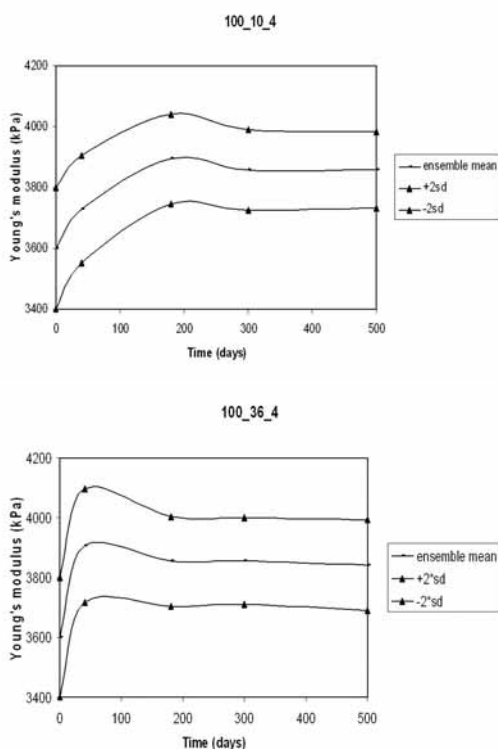 100_10_4
4200
4000
3800
3600
3400
Young's modulus (kPa)
0 100 200 300 400 500
Time (days)
ensemble mean
+2sd
-2sd
100_36_4
4200
4000
3800
3600
3400
Young's modulus (kPa)
0 100 200 300 400 500
Time (days)
ensemble mean
+2*sd
-2*sd